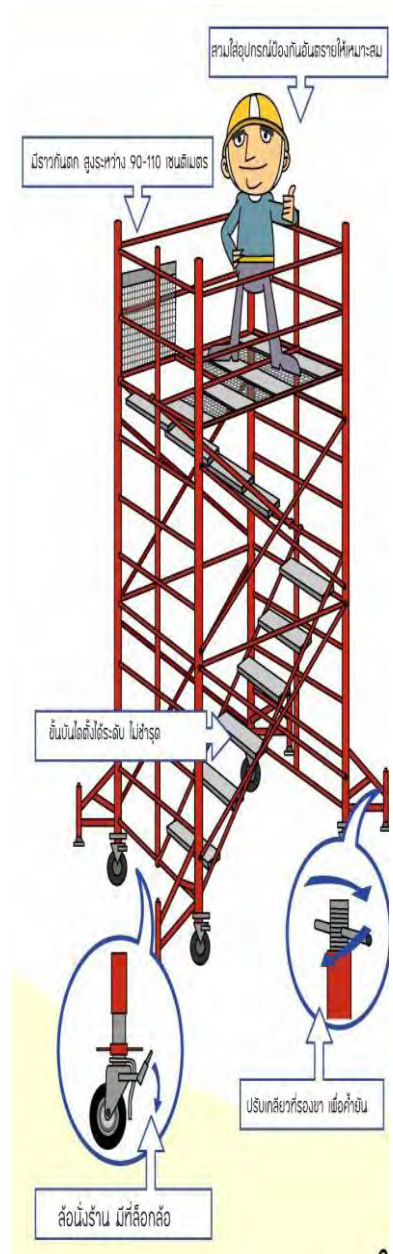 สวมใส่อุปกรณ์ป้องกันอันตรายให้เหมาะสม
มีราวกันตก สูงระหว่าง 90-110 เซนติเมตร
ขั้นบันไดตั้งได้ระดับ ไม่ชำรุด
ปรับเกลียวที่รองขา เพื่อค้ำยัน
ล้อนั่งร้าน มีที่ล็อกล้อ